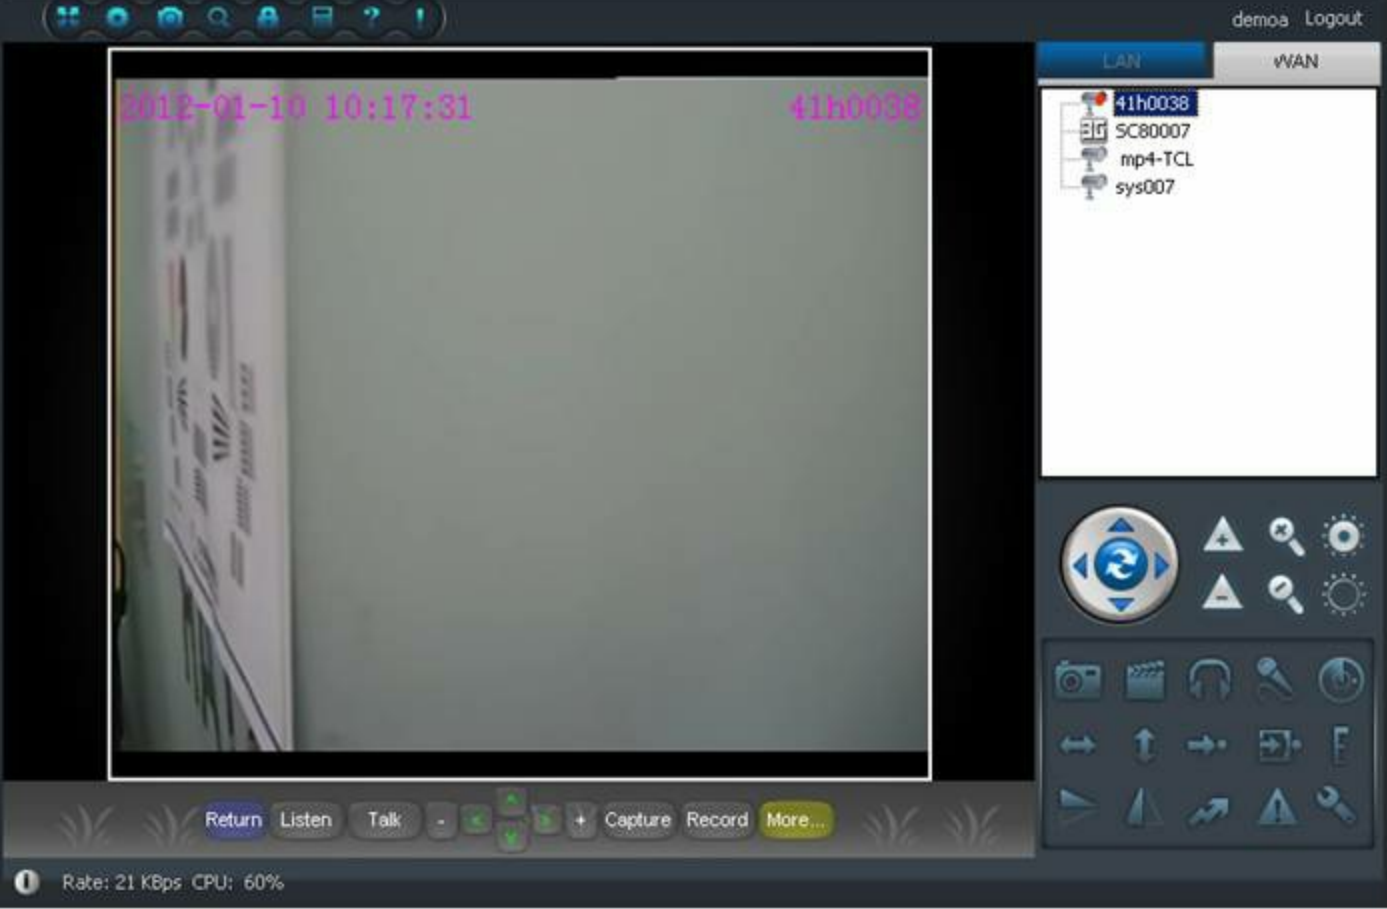 demoa Logout
LAN WAN
2012-01-10 10:17:31 41h0038
41h0038
3G SC80007
mp4-TCL
sys007
Return Listen Talk - + Capture Record More...
Rate: 21 KBps CPU: 60%